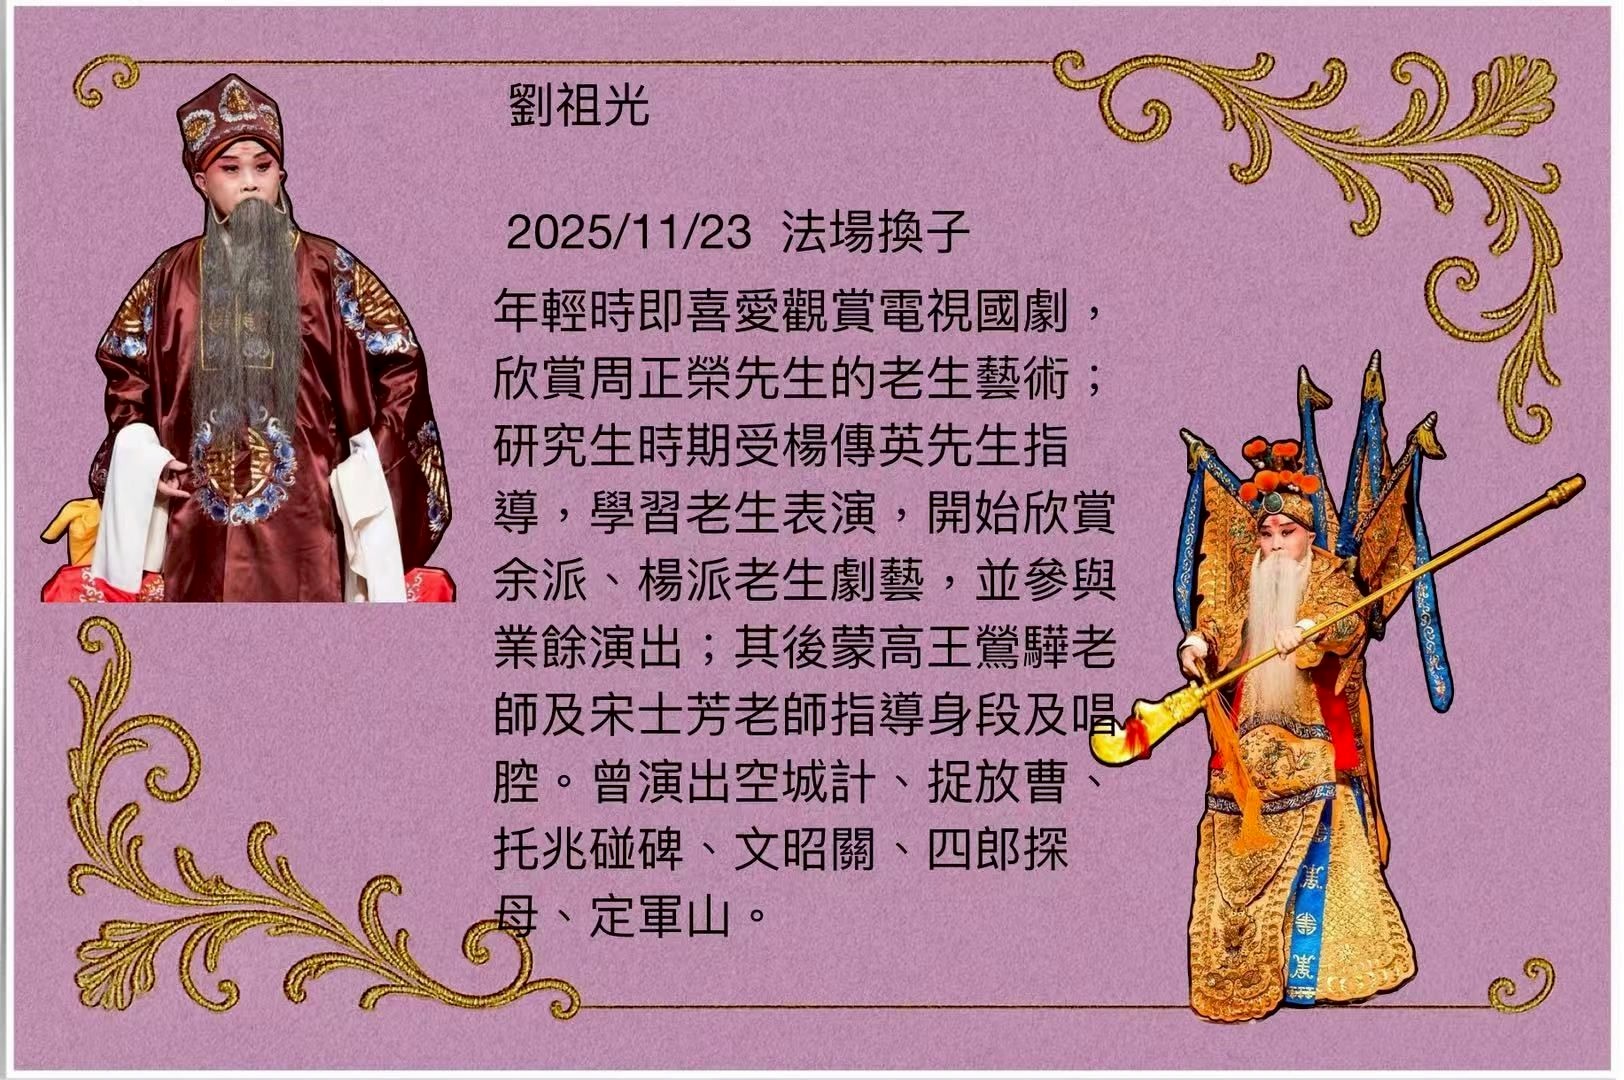 劉祖光
2025/11/23 法場換子
年輕時即喜愛觀賞電視國劇，
欣賞周正榮先生的老生藝術；
研究生時期受楊傳英先生指
導，學習老生表演，開始欣賞
余派、楊派老生劇藝，並參與
業餘演出；其後蒙高王鶯驊老
師及宋士芳老師指導身段及唱
腔。曾演出空城計、捉放曹、
托兆碰碑、文昭關、四郎探
母、定軍山。